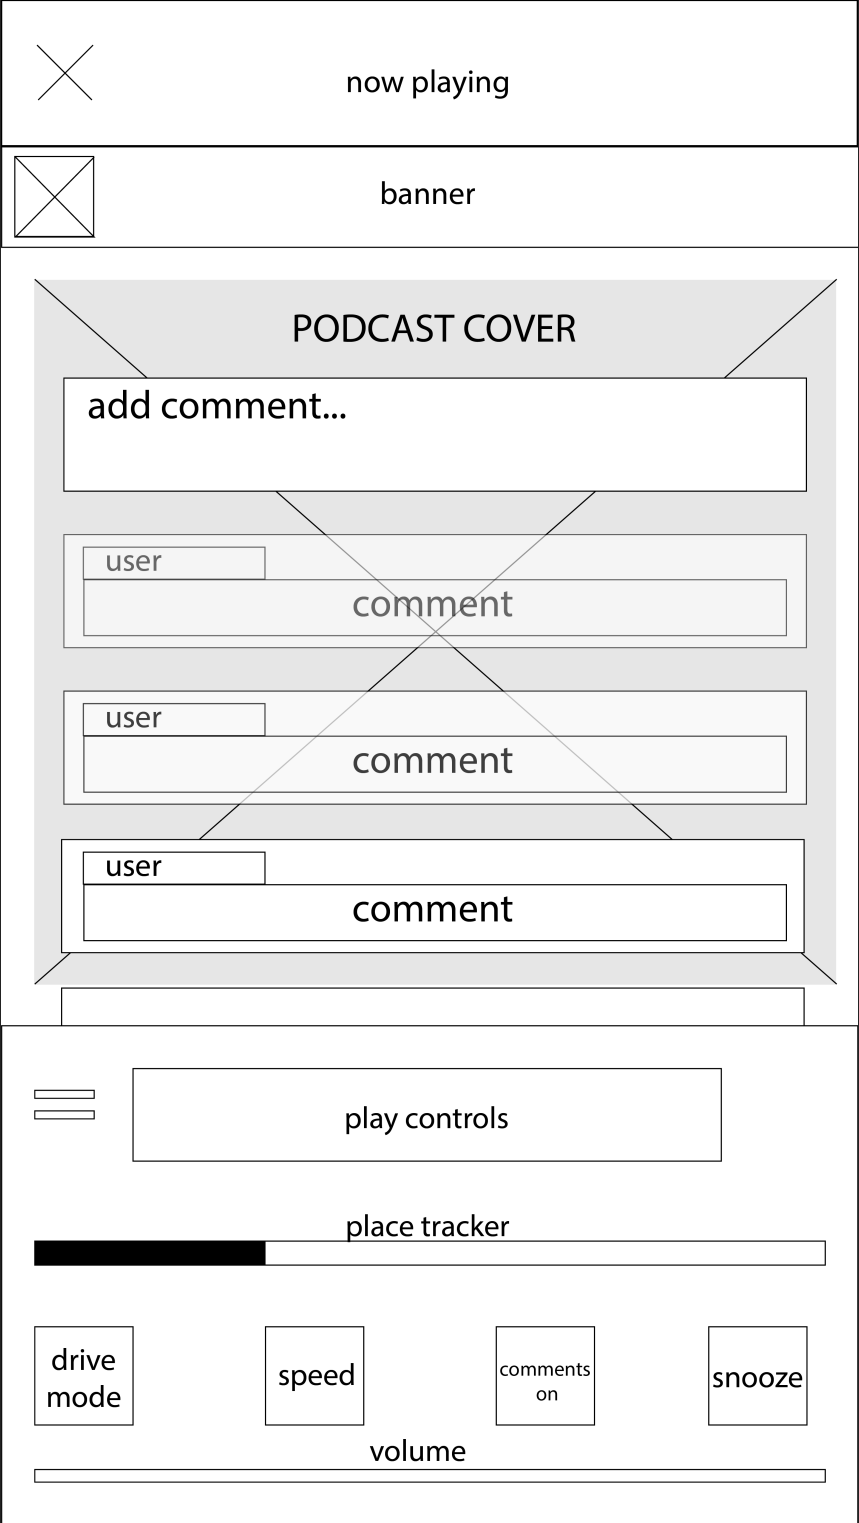 now playing
banner
PODCAST COVER
add comment...
user
comment
user
comment
user
comment
play controls
place tracker
drive
mode
speed
comments
on
snooze
volume